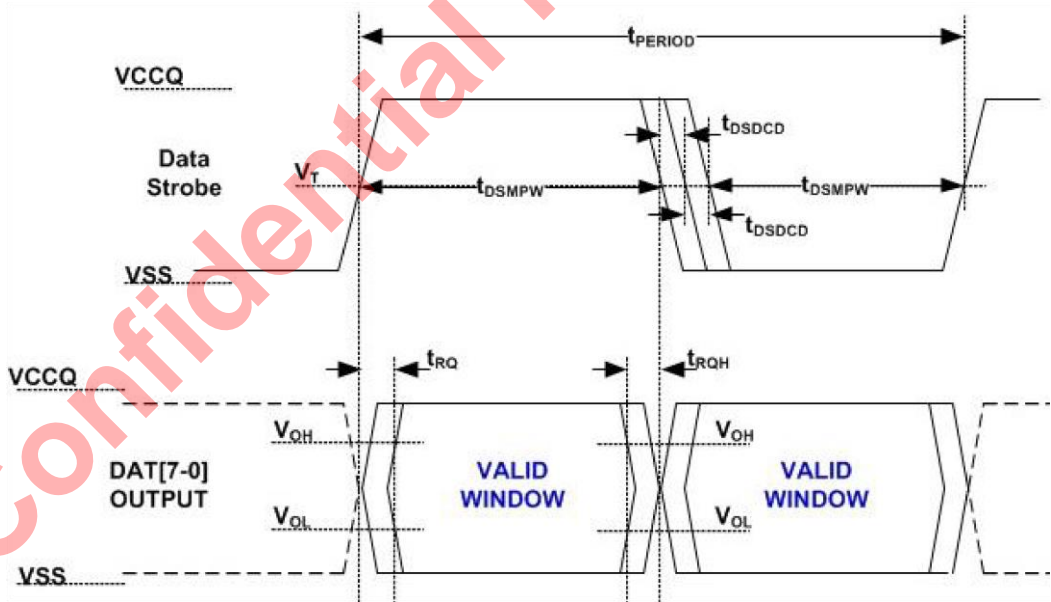 Confidential
tPERIOD
VCCQ
tDSDCD
Data
Strobe
VT
tDSMPW
tDSMPW
tDSDCD
VSS
tRQ
tRQH
VCCQ
VOH
VOH
DAT[7-0]
OUTPUT
VALID
WINDOW
VALID
WINDOW
VOL
VOL
VSS